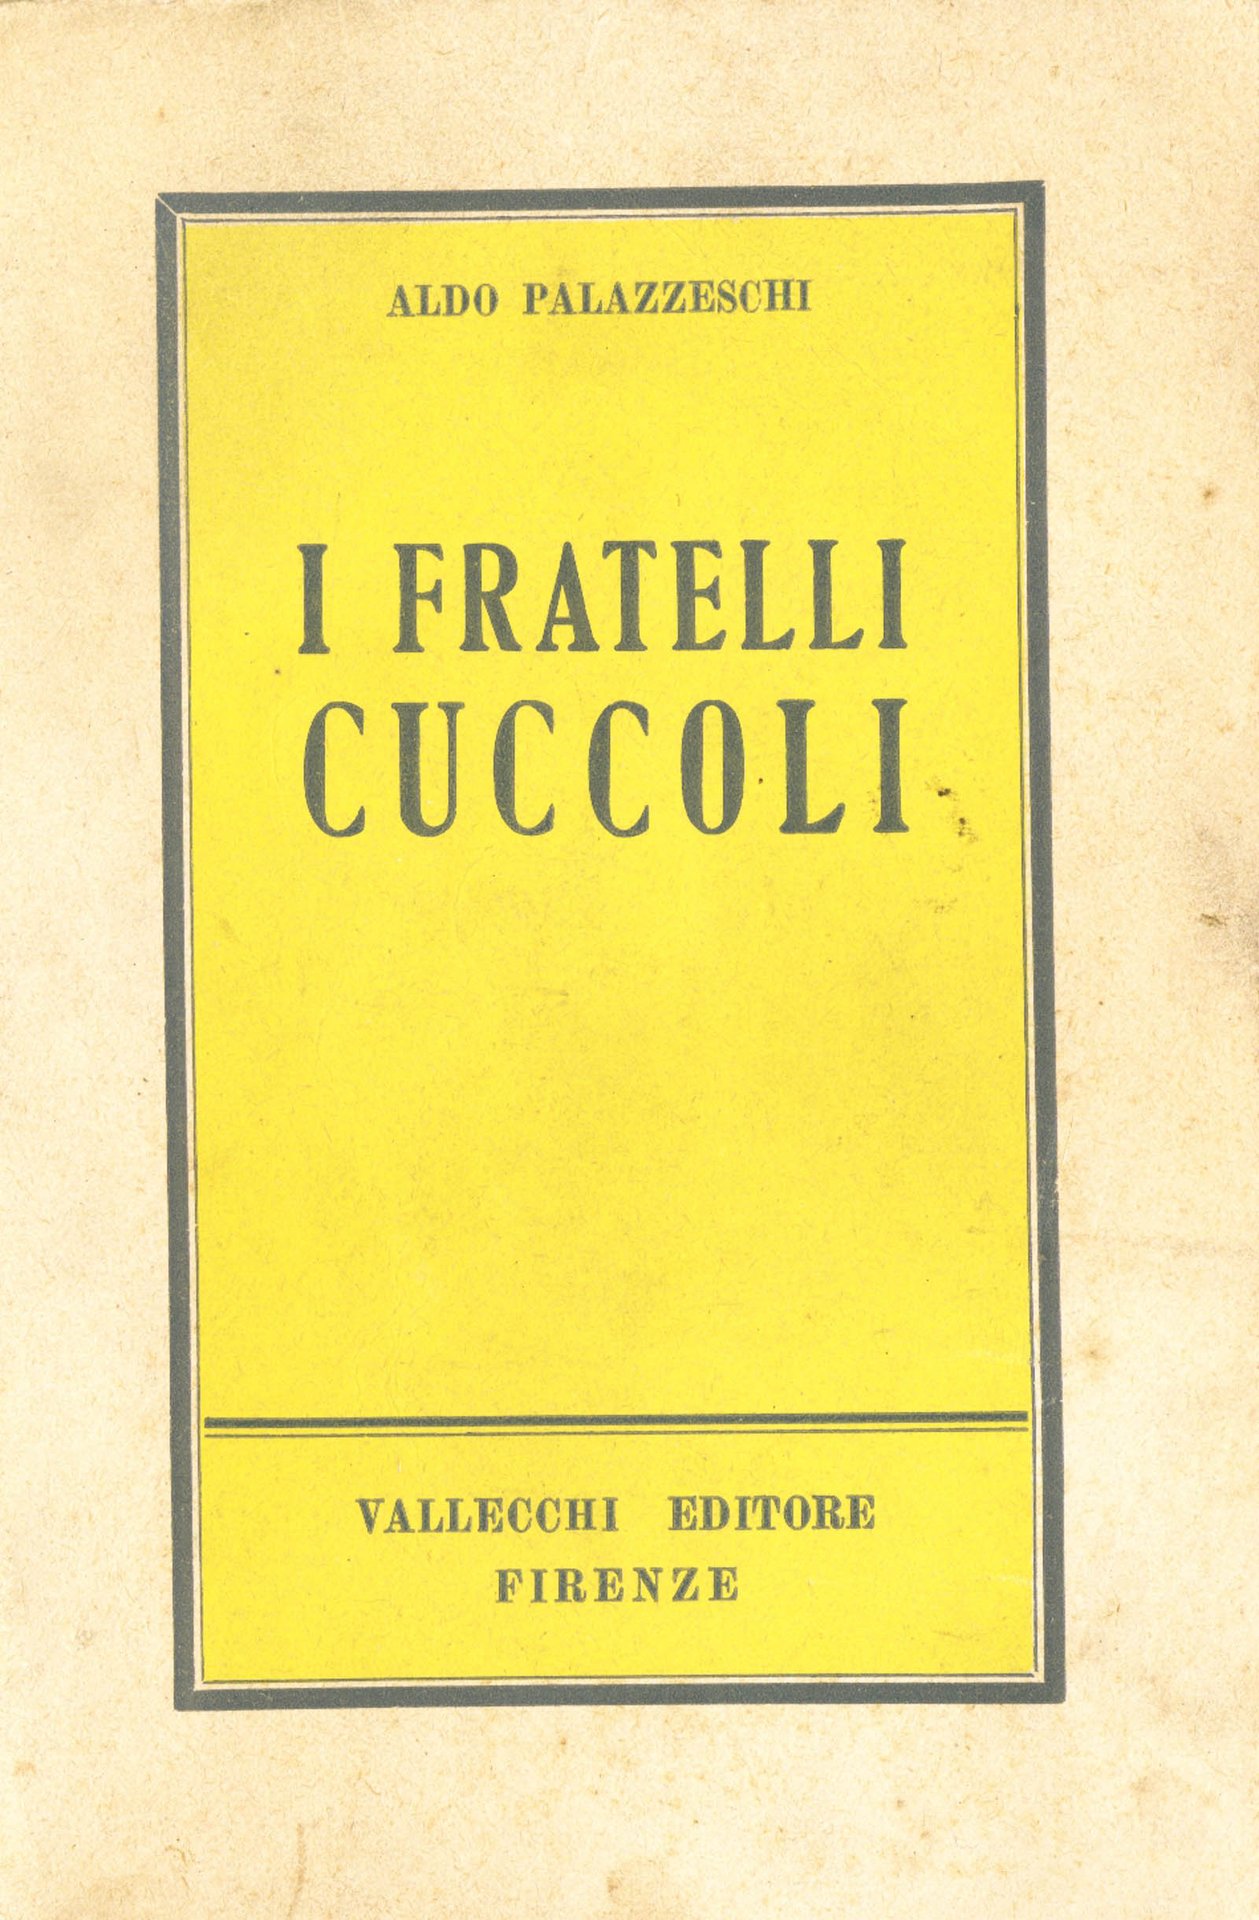 ALDO PALAZZESCHI
I FRATELLI
CUCCOLI
VALLECCHI EDITORE
FIRENZE